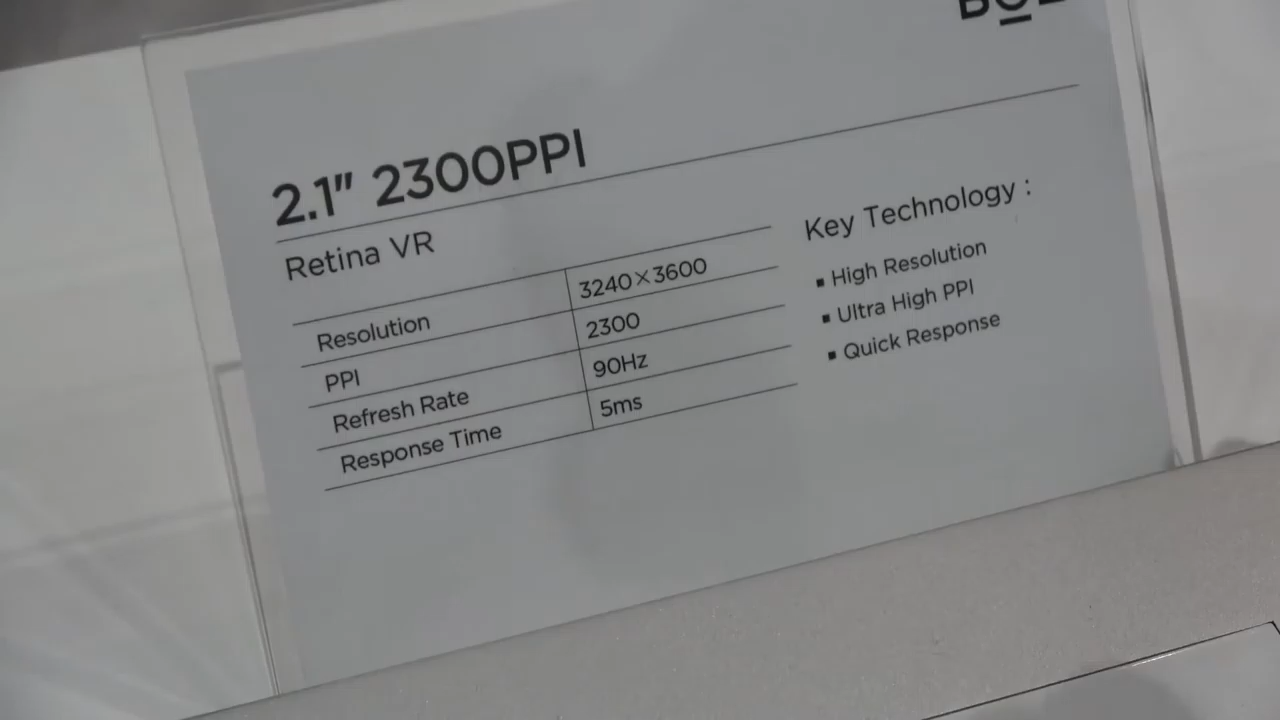 BOE
2.1" 2300PPI
Retina VR
Resolution 3240×3600
PPI 2300
Refresh Rate 90Hz
Response Time 5ms
Key Technology :
▪ High Resolution
▪ Ultra High PPI
▪ Quick Response